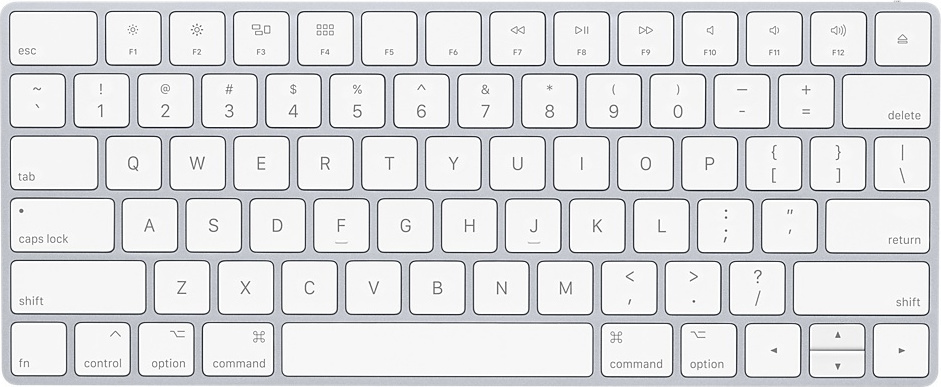 esc F1 F2 F3 F4 F5 F6 F7 F8 F9 F10 F11 F12
~ ! @ # $ % ^ & * ( ) — +
` 1 2 3 4 5 6 7 8 9 0 - = delete
tab Q W E R T Y U I O P { } |
[ ] \
caps lock A S D F G H J K L : " return
; '
shift Z X C V B N M < > ? shift
, . /
fn control option command command option